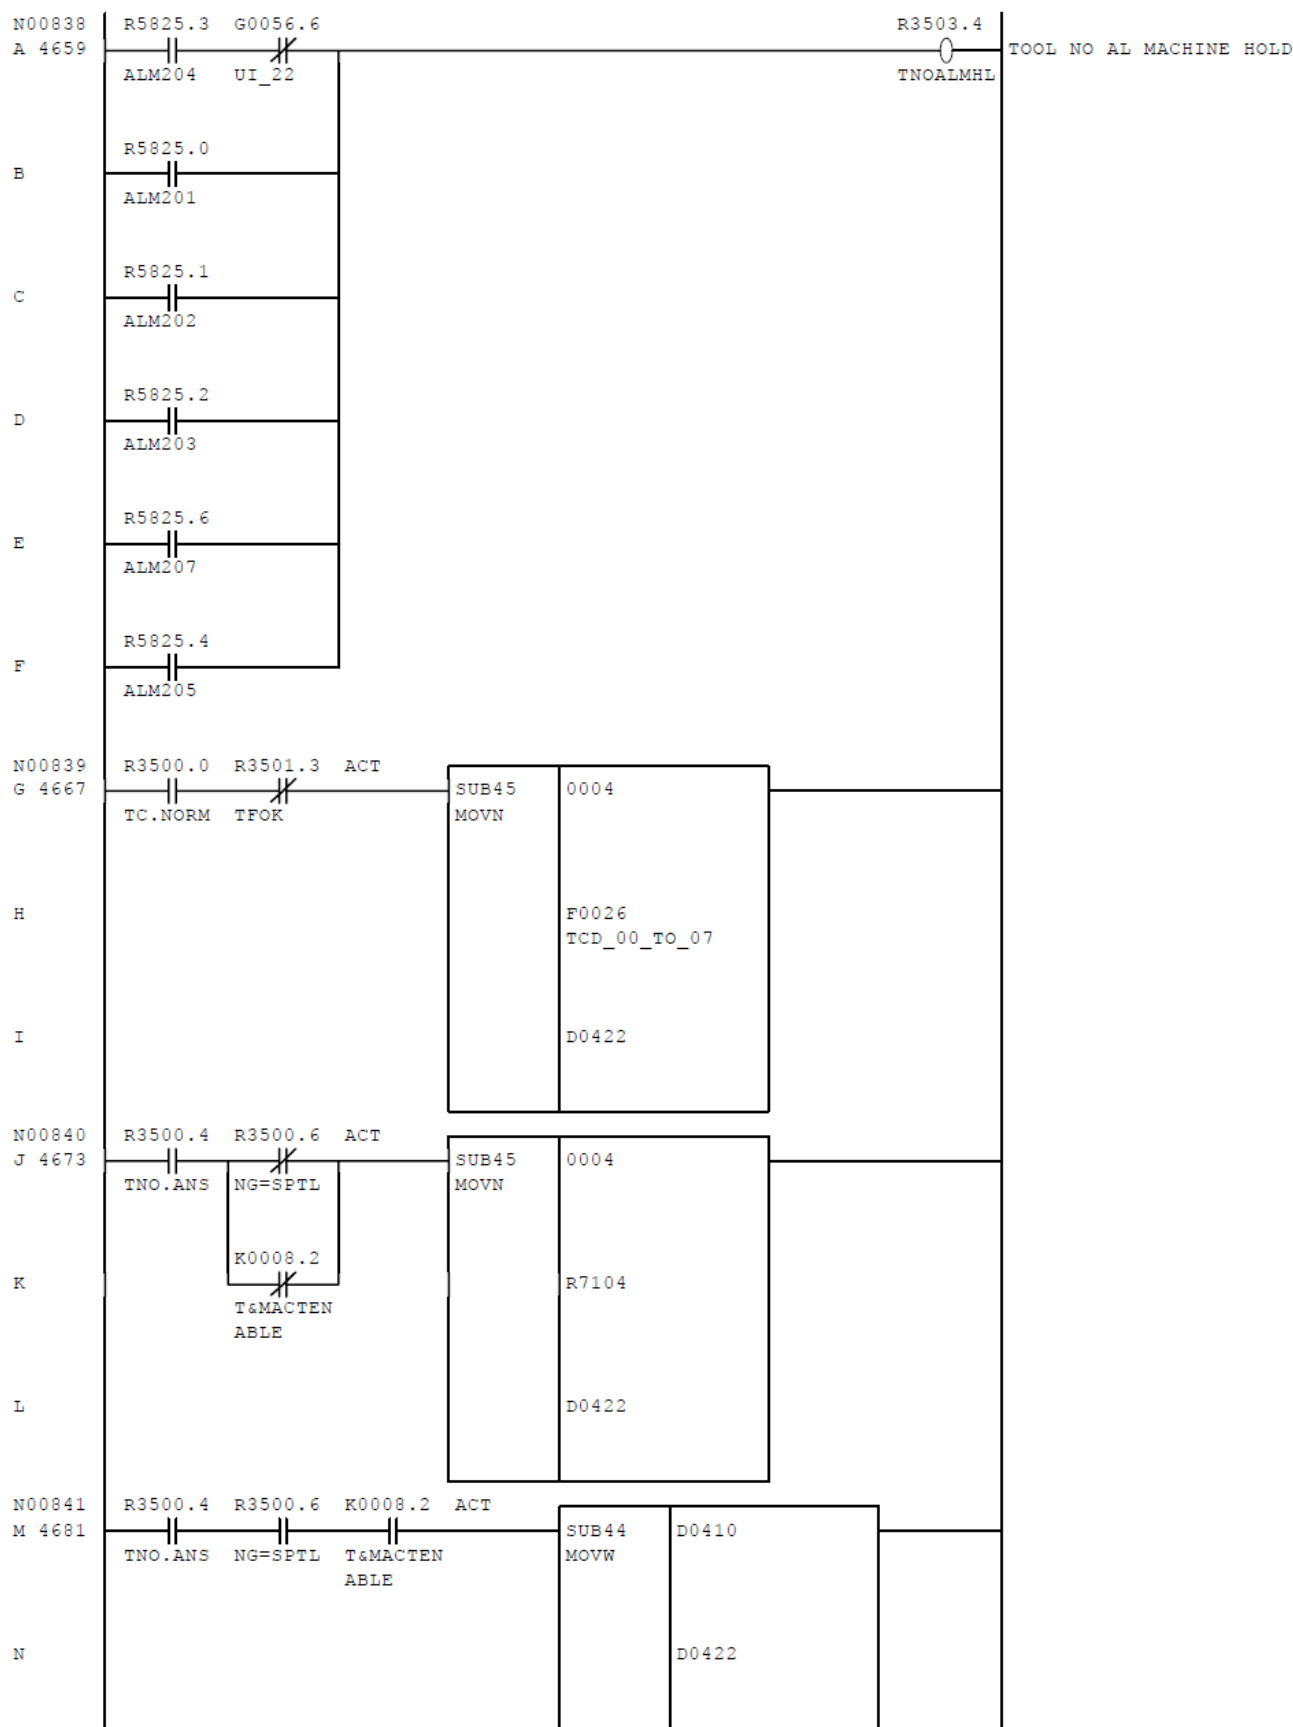 N00838 R5825.3 G0056.6 R3503.4
A 4659 TOOL NO AL MACHINE HOLD
ALM204 UI_22 TNOALMHL
R5825.0
B
ALM201
R5825.1
C
ALM202
R5825.2
D
ALM203
R5825.6
E
ALM207
R5825.4
F
ALM205
N00839 R3500.0 R3501.3 ACT
G 4667 SUB45 0004
TC.NORM TFOK MOVN
H F0026
TCD_00_TO_07
I D0422
N00840 R3500.4 R3500.6 ACT
J 4673 SUB45 0004
TNO.ANS NG=SPTL MOVN
K0008.2
K R7104
T&MACTEN
ABLE
L D0422
N00841 R3500.4 R3500.6 K0008.2 ACT
M 4681 SUB44 D0410
TNO.ANS NG=SPTL T&MACTEN MOVW
ABLE
N D0422